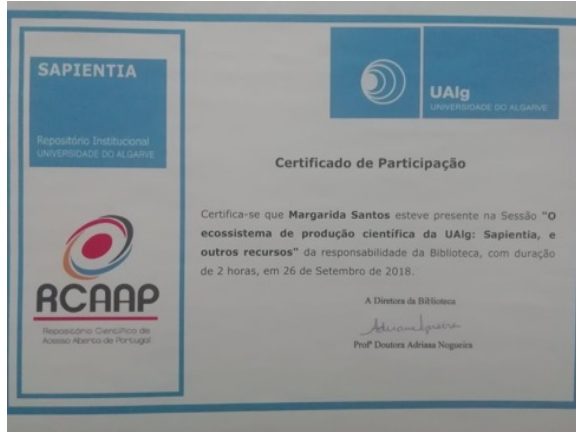 SAPIENTIA
Repositório Institucional
UNIVERSIDADE DO ALGARVE
UAlg
UNIVERSIDADE DO ALGARVE
RCAAP
Repositório Científico de
Acesso Aberto de Portugal
Certificado de Participação
Certifica-se que Margarida Santos esteve presente na Sessão "O
ecossistema de produção científica da UAlg: Sapientia, e
outros recursos" da responsabilidade da Biblioteca, com duração
de 2 horas, em 26 de Setembro de 2018.
A Diretora da Biblioteca
Profª Doutora Adriana Nogueira